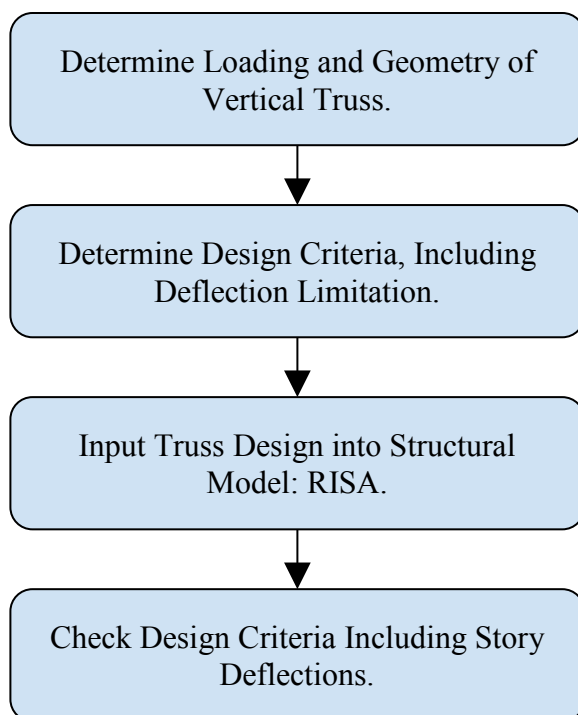 Determine Loading and Geometry of
Vertical Truss.
Determine Design Criteria, Including
Deflection Limitation.
Input Truss Design into Structural
Model: RISA.
Check Design Criteria Including Story
Deflections.